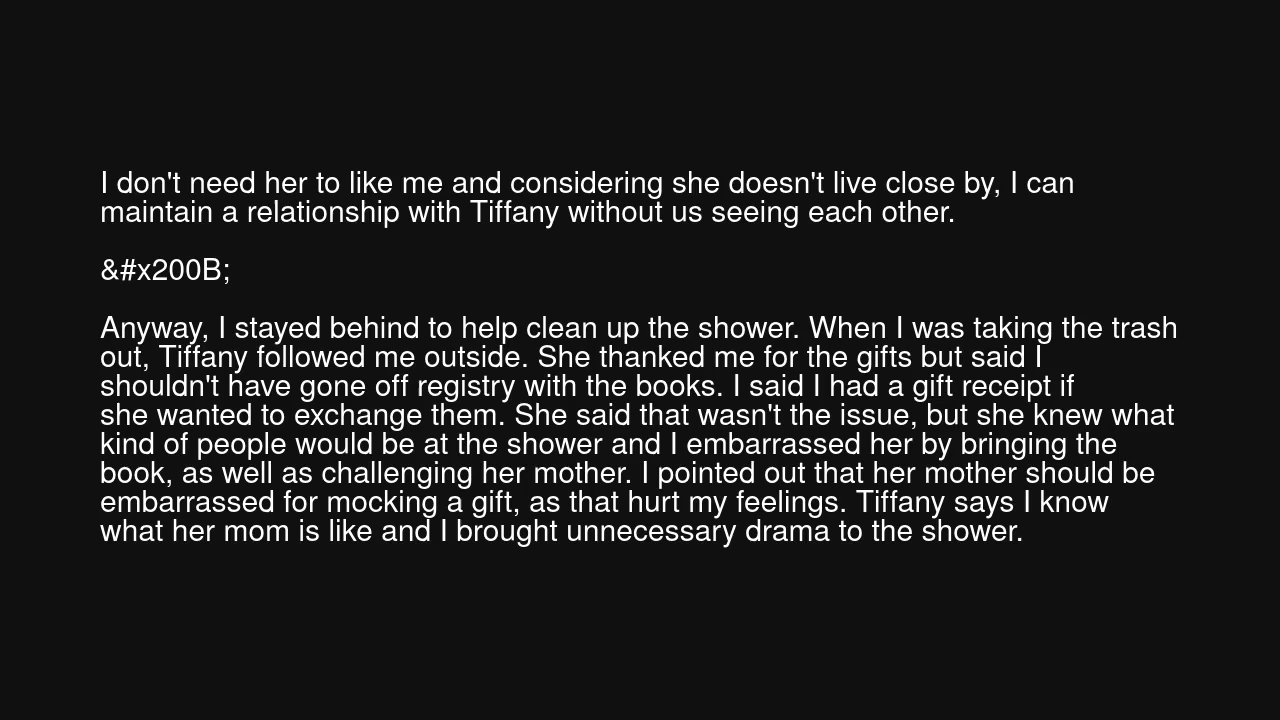 I don't need her to like me and considering she doesn't live close by, I can
maintain a relationship with Tiffany without us seeing each other.
&#x200B;
Anyway, I stayed behind to help clean up the shower. When I was taking the trash
out, Tiffany followed me outside. She thanked me for the gifts but said I
shouldn't have gone off registry with the books. I said I had a gift receipt if
she wanted to exchange them. She said that wasn't the issue, but she knew what
kind of people would be at the shower and I embarrassed her by bringing the
book, as well as challenging her mother. I pointed out that her mother should be
embarrassed for mocking a gift, as that hurt my feelings. Tiffany says I know
what her mom is like and I brought unnecessary drama to the shower.